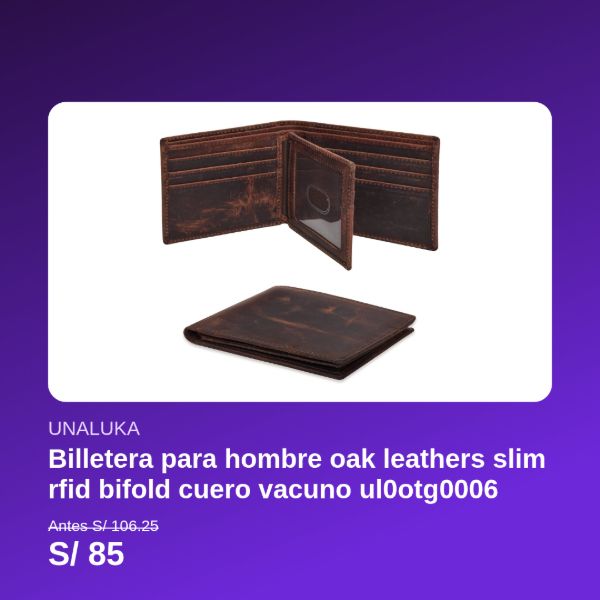 UNALUKA
Billetera para hombre oak leathers slim
rfid bifold cuero vacuno ul0otg0006
Antes S/ 106.25
S/ 85